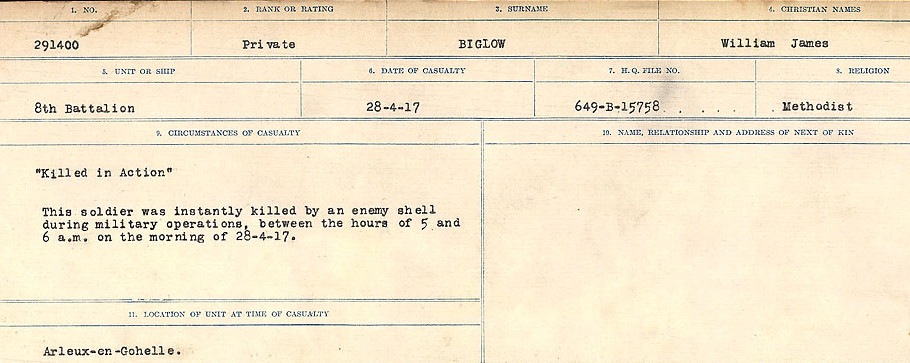 1. NO. 2. RANK OR RATING 3. SURNAME 4. CHRISTIAN NAMES
291400 Private BIGLOW William James
5. UNIT OR SHIP 6. DATE OF CASUALTY 7. H.Q. FILE NO. 8. RELIGION
8th Battalion 28-4-17 649-B-15758. . . . . . . Methodist
9. CIRCUMSTANCES OF CASUALTY 10. NAME, RELATIONSHIP AND ADDRESS OF NEXT OF KIN
"Killed in Action"
This soldier was instantly killed by an enemy shell
during military operations, between the hours of 5 and
6 a.m. on the morning of 28-4-17.
11. LOCATION OF UNIT AT TIME OF CASUALTY
Arleux-en-Gohelle.